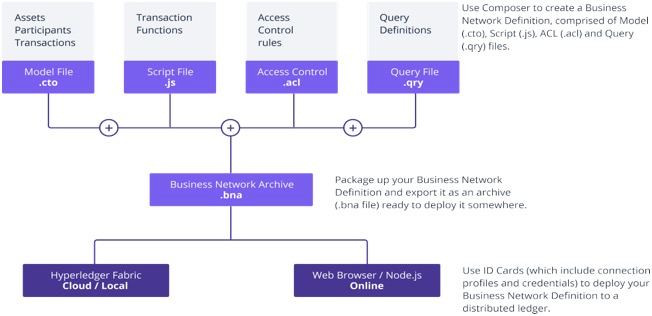 Assets
Participants
Transactions
Transaction
Functions
Access
Control
rules
Query
Definitions
Use Composer to create a Business
Network Definition, comprised of Model
(.cto), Script (.js), ACL (.acl) and Query
(.qry) files.
Model File
.cto
Script File
.js
Access Control
.acl
Query File
.qry
Business Network Archive
.bna
Package up your Business Network
Definition and export it as an archive
(.bna file) ready to deploy it somewhere.
Hyperledger Fabric
Cloud / Local
Web Browser / Node.js
Online
Use ID Cards (which include connection
profiles and credentials) to deploy your
Business Network Definition to a
distributed ledger.